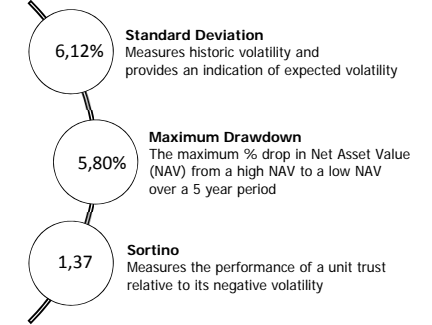 6,12%
Standard Deviation
Measures historic volatility and
provides an indication of expected volatility
5,80%
Maximum Drawdown
The maximum % drop in Net Asset Value
(NAV) from a high NAV to a low NAV
over a 5 year period
1,37
Sortino
Measures the performance of a unit trust
relative to its negative volatility